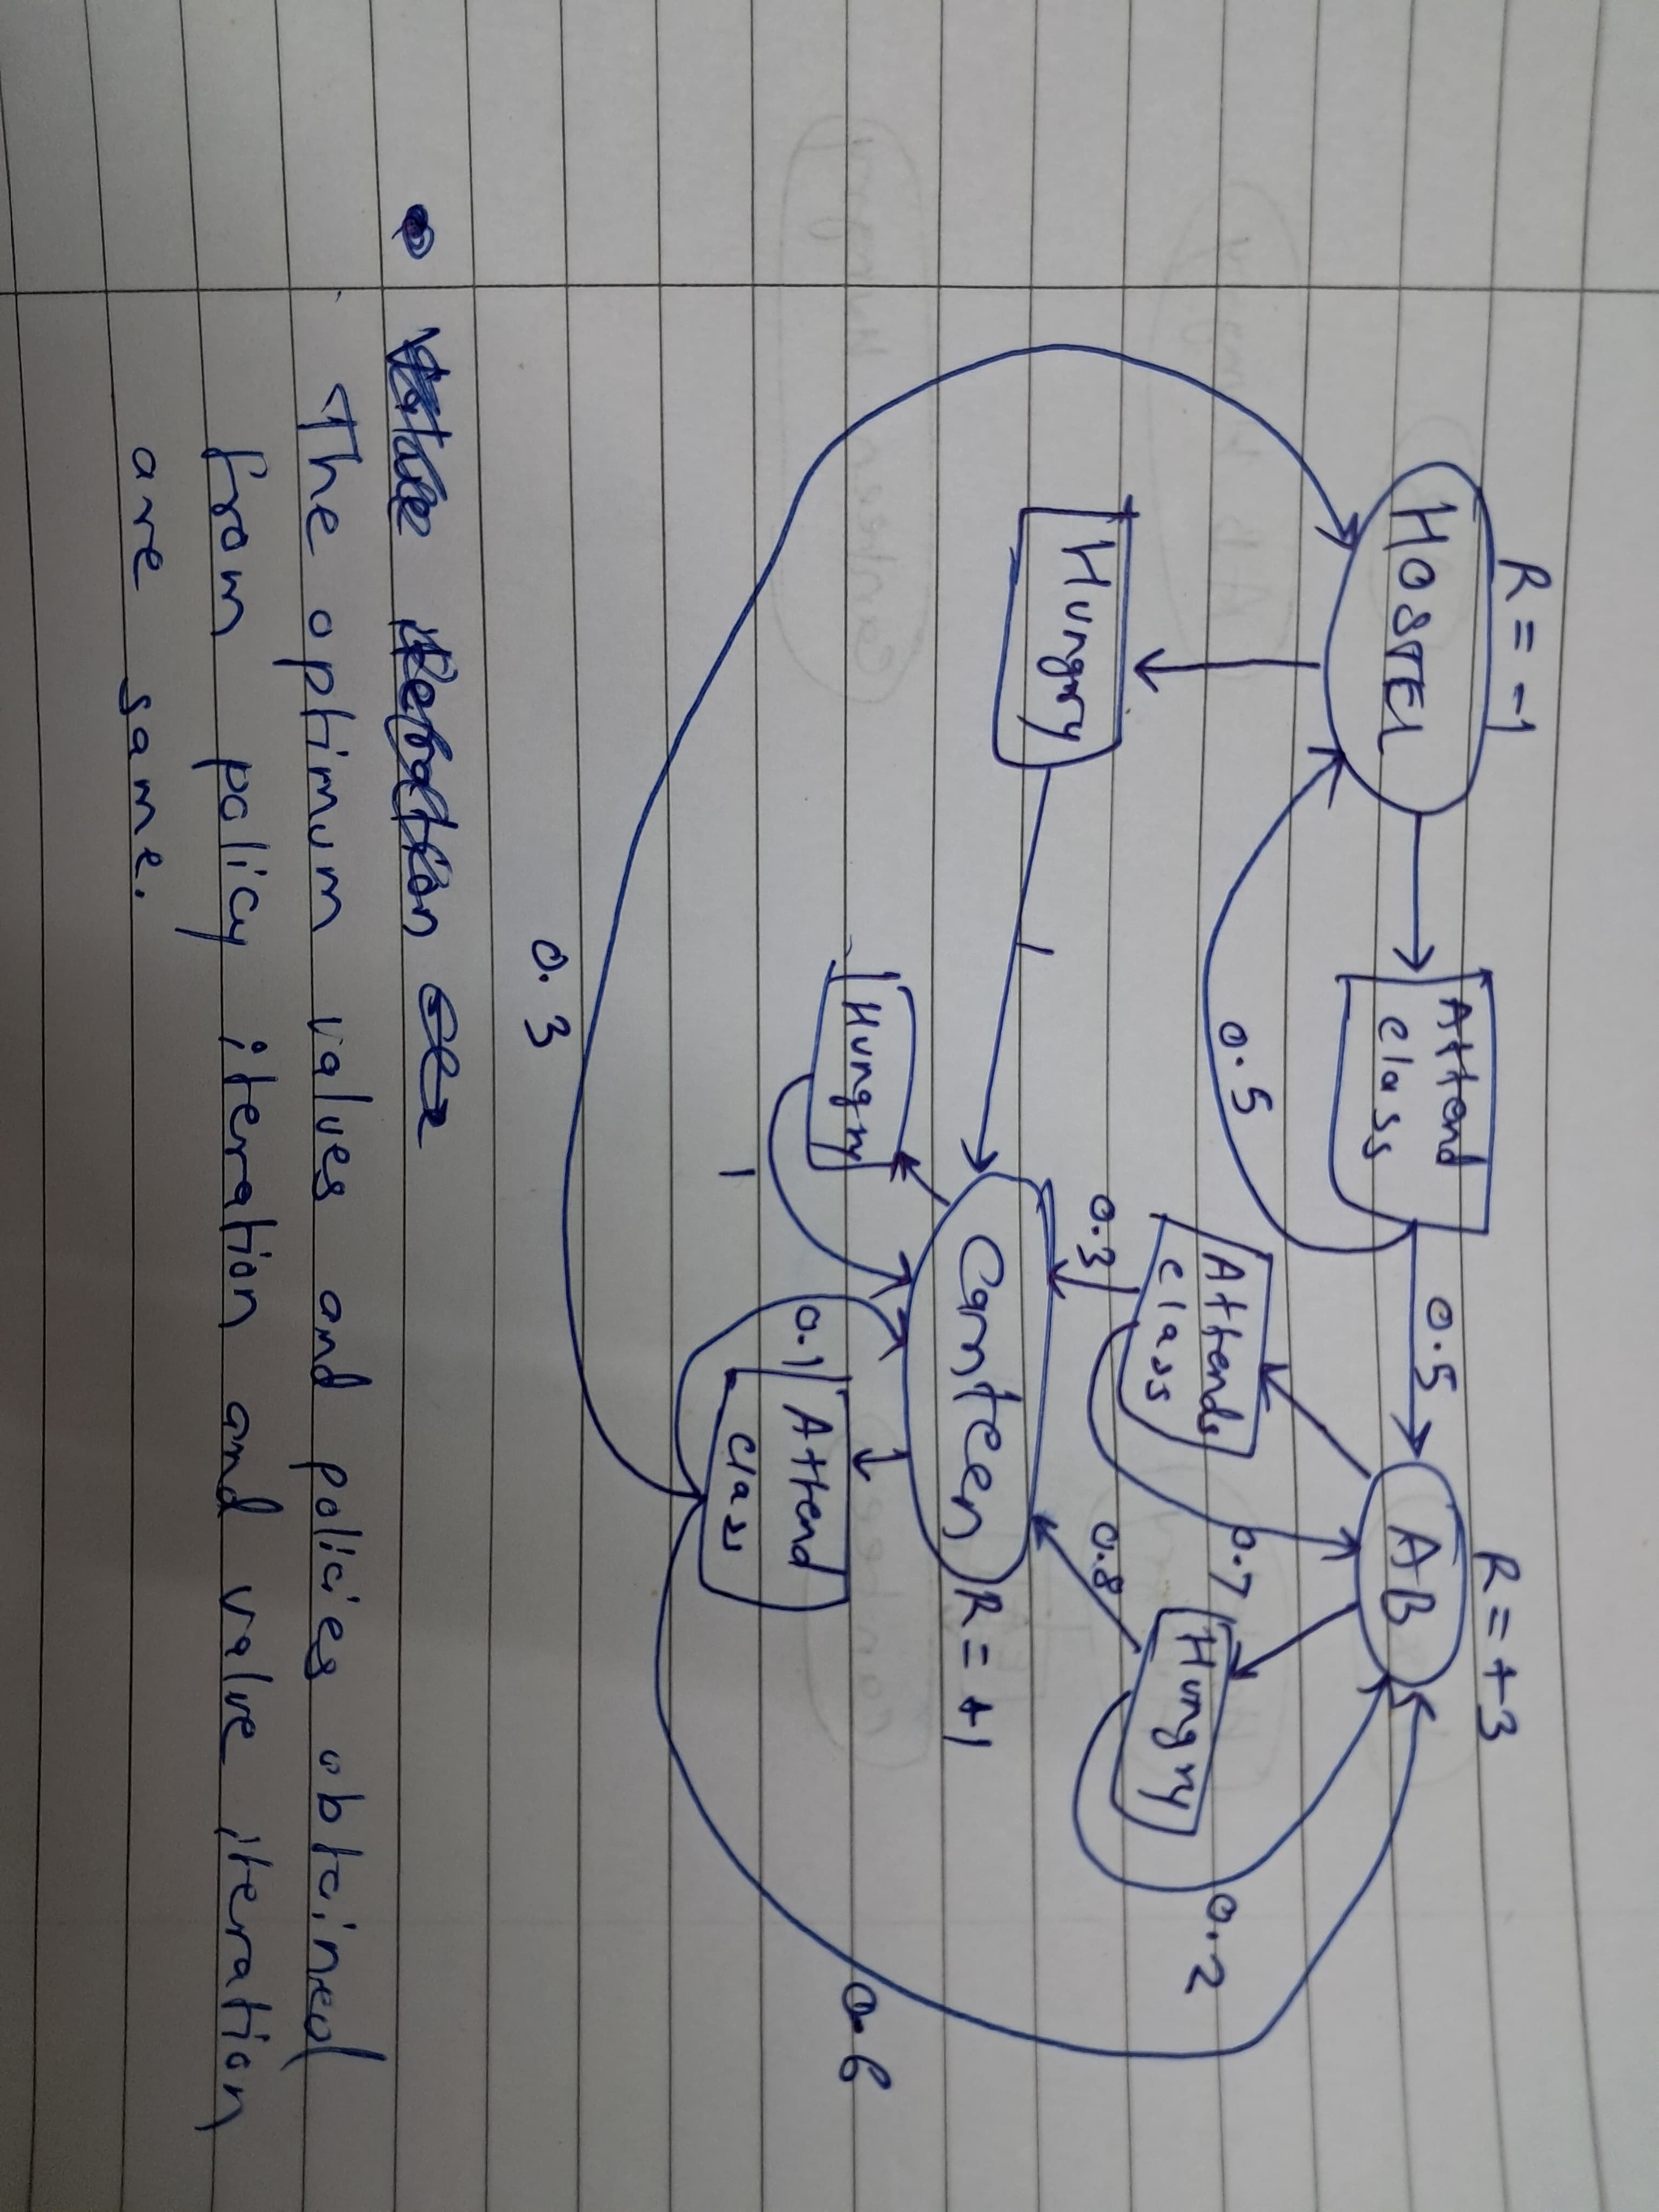 R = -1
R = +3
HOSTEL
Attend
class
0.5
AB
0.5
Attends
class
0.7
Hungry
0.2
Hungry
0.3
0.8
1
Canteen
R = +1
Hungry
0.1
Attend
class
0.6
1
0.3
The optimum values and policies obtained
from policy iteration and value iteration
are same.